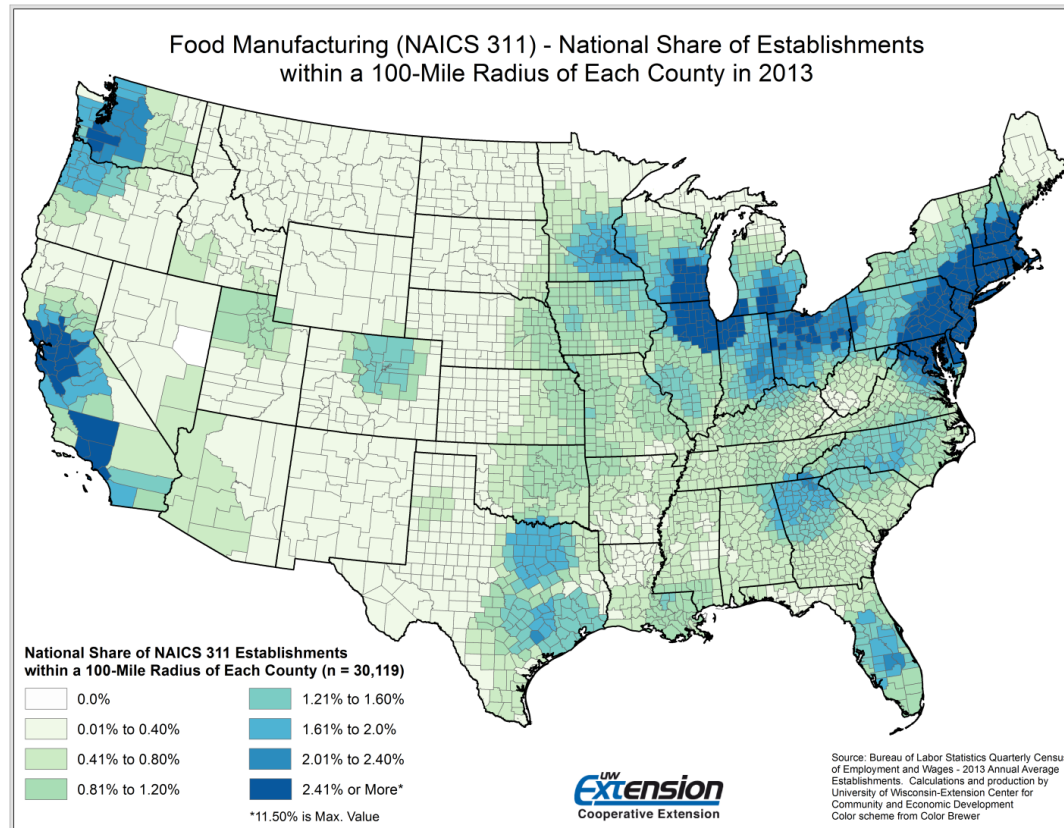 Food Manufacturing (NAICS 311) - National Share of Establishments
within a 100-Mile Radius of Each County in 2013
National Share of NAICS 311 Establishments
within a 100-Mile Radius of Each County (n = 30,119)
0.0%
0.01% to 0.40%
0.41% to 0.80%
0.81% to 1.20%
1.21% to 1.60%
1.61% to 2.0%
2.01% to 2.40%
2.41% or More*
*11.50% is Max. Value
UW
Extension
Cooperative Extension
Source: Bureau of Labor Statistics Quarterly Census
of Employment and Wages - 2013 Annual Average
Establishments. Calculations and production by
University of Wisconsin-Extension Center for
Community and Economic Development
Color scheme from Color Brewer